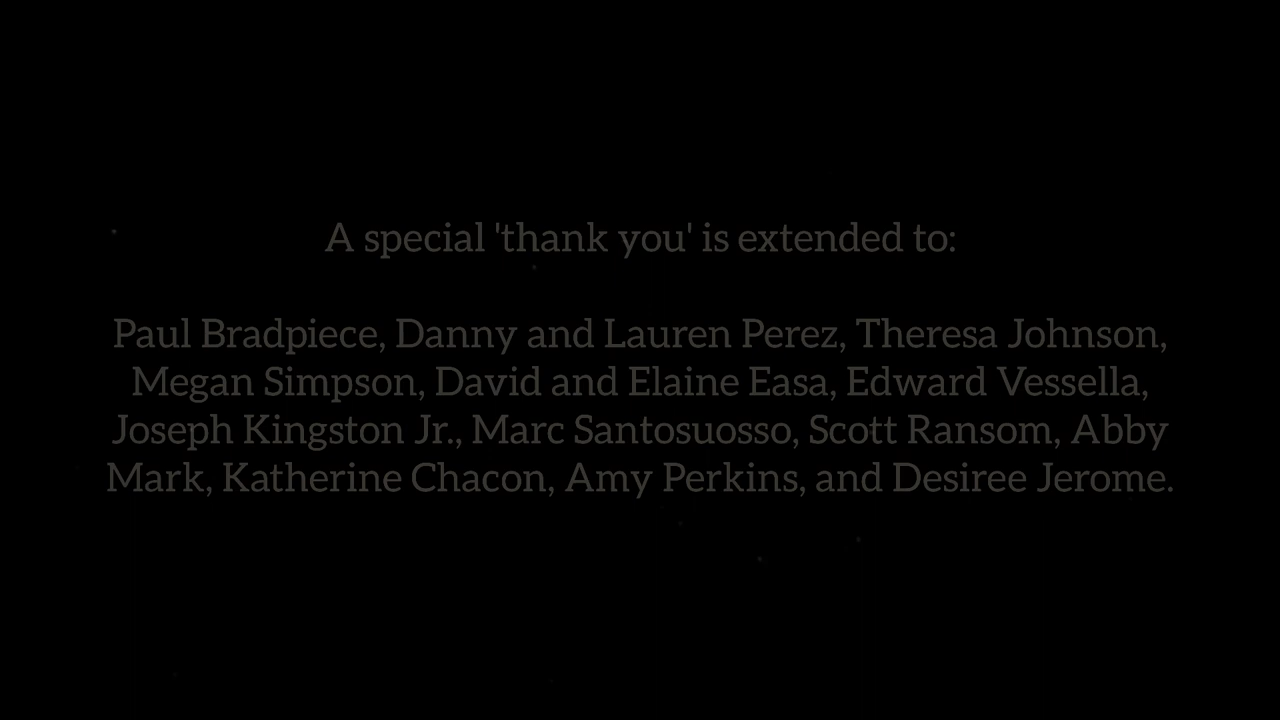 A special 'thank you' is extended to:
Paul Bradpiece, Danny and Lauren Perez, Theresa Johnson,
Megan Simpson, David and Elaine Easa, Edward Vessella,
Joseph Kingston Jr., Marc Santosuosso, Scott Ransom, Abby
Mark, Katherine Chacon, Amy Perkins, and Desiree Jerome.